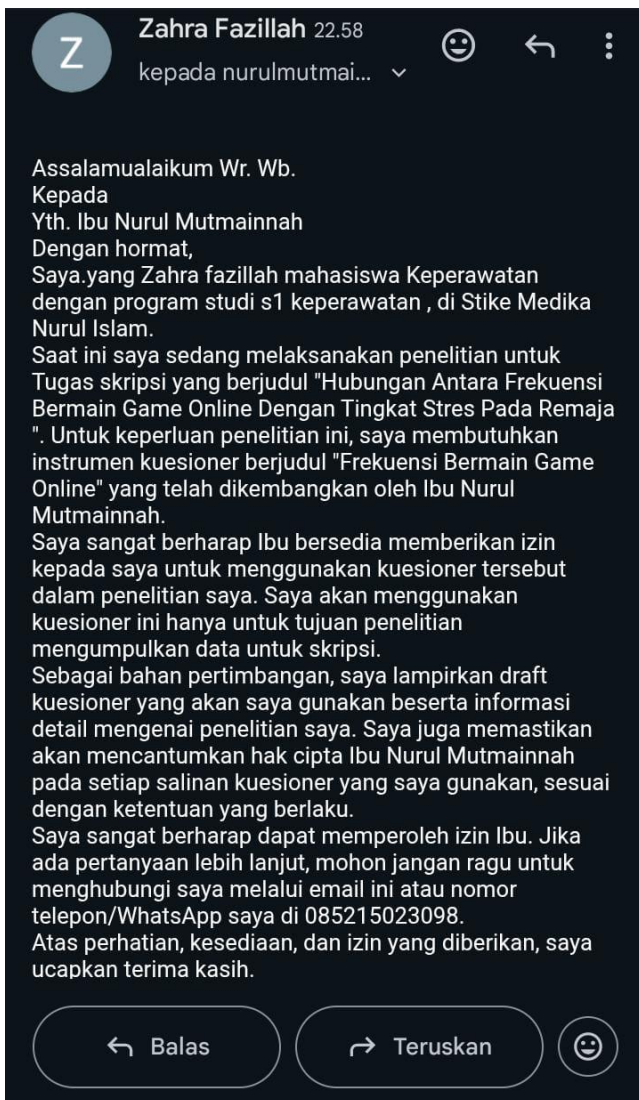 Z
Zahra Fazillah 22.58
kepada nurulmutmai...
Assalamualaikum Wr. Wb.
Kepada
Yth. Ibu Nurul Mutmainnah
Dengan hormat,
Saya.yang Zahra fazillah mahasiswa Keperawatan
dengan program studi s1 keperawatan , di Stike Medika
Nurul Islam.
Saat ini saya sedang melaksanakan penelitian untuk
Tugas skripsi yang berjudul "Hubungan Antara Frekuensi
Bermain Game Online Dengan Tingkat Stres Pada Remaja
". Untuk keperluan penelitian ini, saya membutuhkan
instrumen kuesioner berjudul "Frekuensi Bermain Game
Online" yang telah dikembangkan oleh Ibu Nurul
Mutmainnah.
Saya sangat berharap Ibu bersedia memberikan izin
kepada saya untuk menggunakan kuesioner tersebut
dalam penelitian saya. Saya akan menggunakan
kuesioner ini hanya untuk tujuan penelitian
mengumpulkan data untuk skripsi.
Sebagai bahan pertimbangan, saya lampirkan draft
kuesioner yang akan saya gunakan beserta informasi
detail mengenai penelitian saya. Saya juga memastikan
akan mencantumkan hak cipta Ibu Nurul Mutmainnah
pada setiap salinan kuesioner yang saya gunakan, sesuai
dengan ketentuan yang berlaku.
Saya sangat berharap dapat memperoleh izin Ibu. Jika
ada pertanyaan lebih lanjut, mohon jangan ragu untuk
menghubungi saya melalui email ini atau nomor
telepon/WhatsApp saya di 085215023098.
Atas perhatian, kesediaan, dan izin yang diberikan, saya
ucapkan terima kasih.
Balas
Teruskan